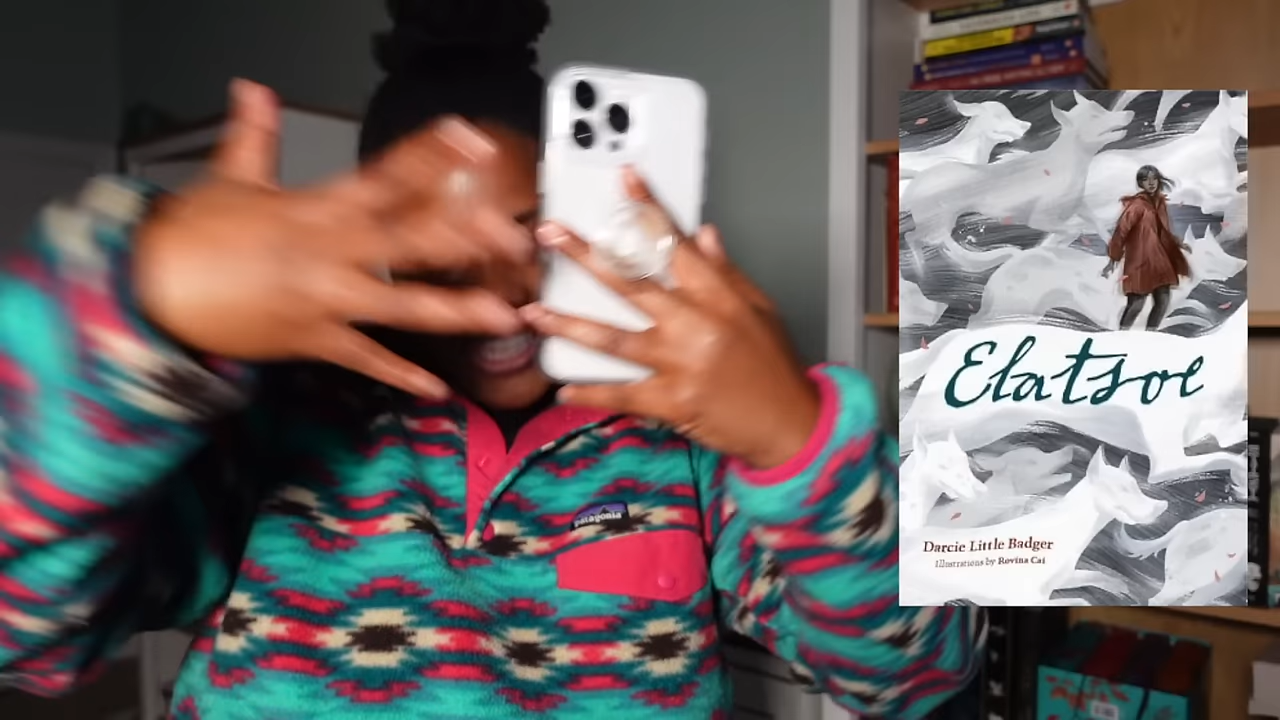 patagonia
Elatsoe
Darcie Little Badger
Illustrations by Rovina Cai